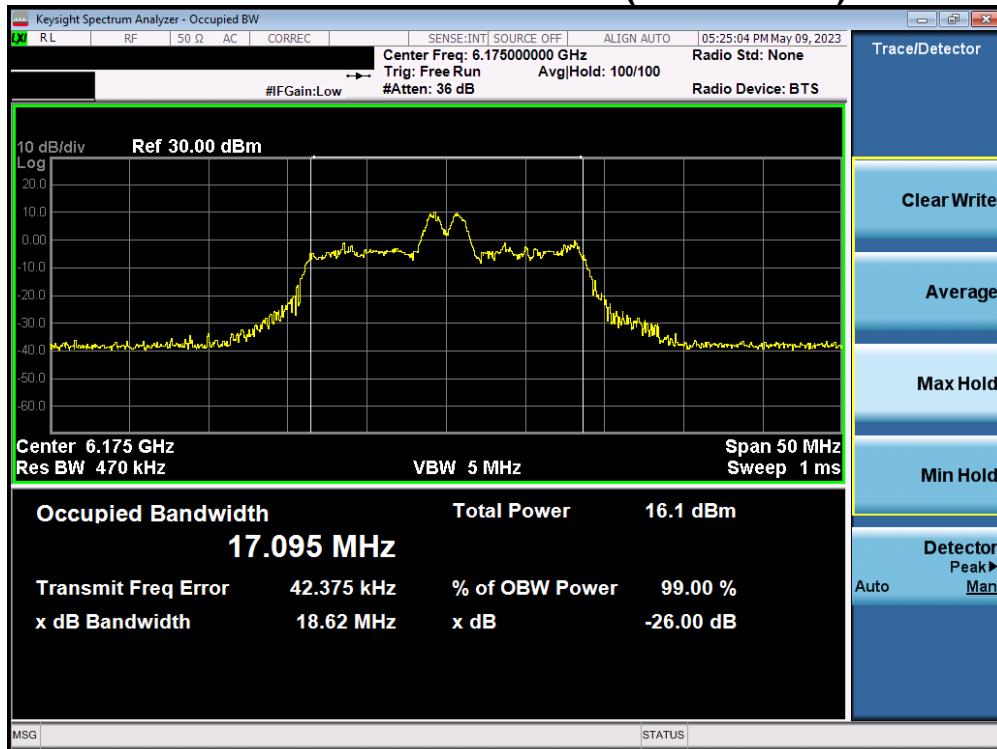 Keysight Spectrum Analyzer - Occupied BW
LXI RL RF 50 Ω AC CORREC SENSE:INT SOURCE OFF ALIGN AUTO 05:25:04 PM May 09, 2023
Center Freq: 6.175000000 GHz Radio Std: None
Trig: Free Run Avg|Hold: 100/100
#IFGain:Low #Atten: 36 dB Radio Device: BTS
10 dB/div Ref 30.00 dBm
Log
20.0
10.0
0.00
-10.0
-20.0
-30.0
-40.0
-50.0
-60.0
Center 6.175 GHz Span 50 MHz
Res BW 470 kHz VBW 5 MHz Sweep 1 ms
Occupied Bandwidth Total Power 16.1 dBm
17.095 MHz
Transmit Freq Error 42.375 kHz % of OBW Power 99.00 %
x dB Bandwidth 18.62 MHz x dB -26.00 dB
MSG STATUS
Trace/Detector
Clear Write
Average
Max Hold
Min Hold
Detector
Peak▶
Auto Man